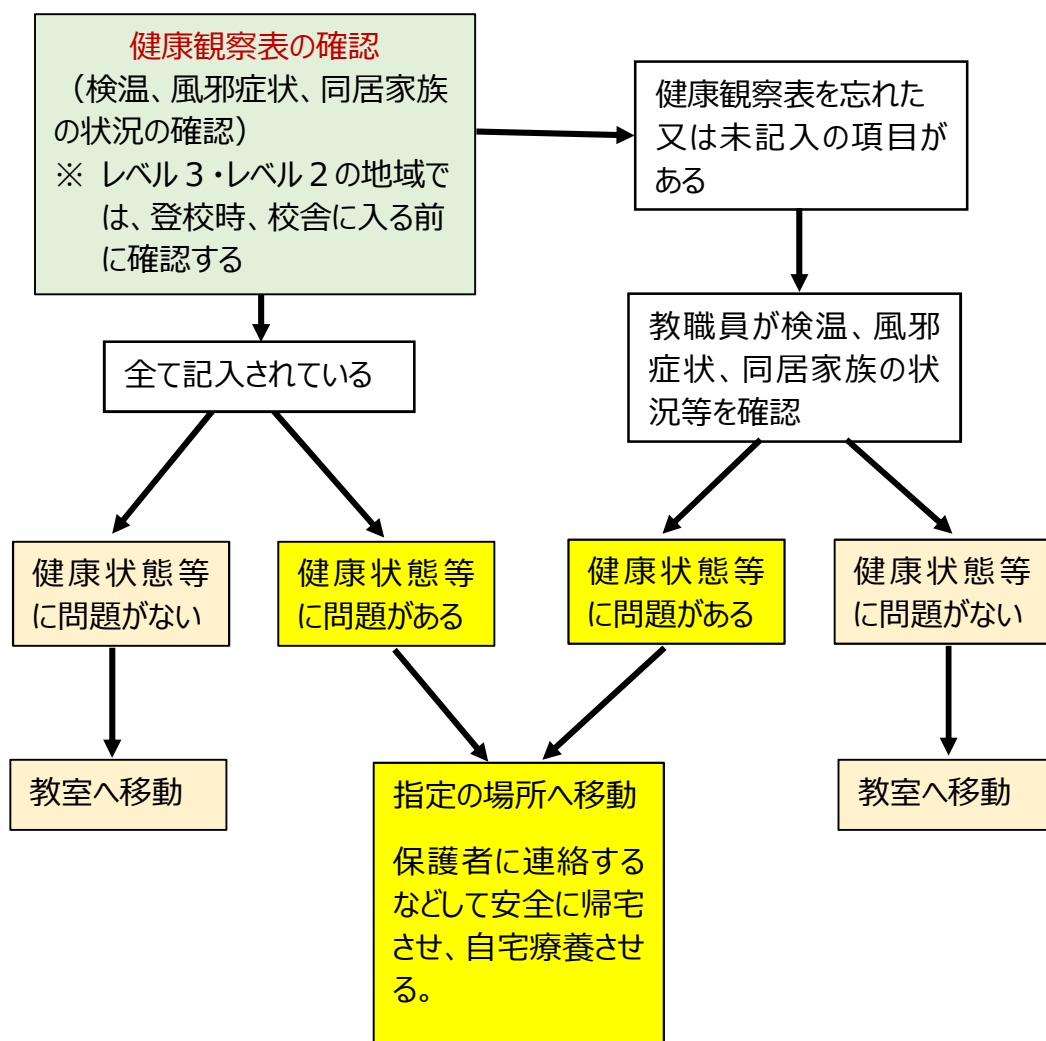 健康観察表の確認
（検温、風邪症状、同居家族
の状況の確認）
※ レベル３・レベル２の地域で
は、登校時、校舎に入る前
に確認する
健康観察表を忘れた
又は未記入の項目が
ある
教職員が検温、風邪
症状、同居家族の状
況等を確認
全て記入されている
健康状態等
に問題がない
健康状態等
に問題がある
健康状態等
に問題がある
健康状態等
に問題がない
教室へ移動
指定の場所へ移動
保護者に連絡する
などして安全に帰宅
させ、自宅療養させ
る。
教室へ移動